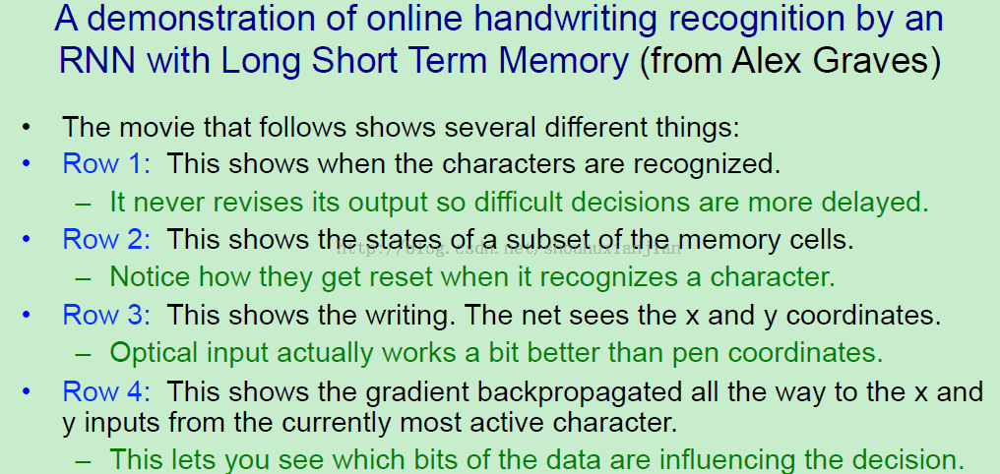 A demonstration of online handwriting recognition by an
RNN with Long Short Term Memory (from Alex Graves)
• The movie that follows shows several different things:
• Row 1: This shows when the characters are recognized.
– It never revises its output so difficult decisions are more delayed.
• Row 2: This shows the states of a subset of the memory cells.
http://blog.csdn.net/shouhuxianjian
– Notice how they get reset when it recognizes a character.
• Row 3: This shows the writing. The net sees the x and y coordinates.
– Optical input actually works a bit better than pen coordinates.
• Row 4: This shows the gradient backpropagated all the way to the x and
y inputs from the currently most active character.
– This lets you see which bits of the data are influencing the decision.